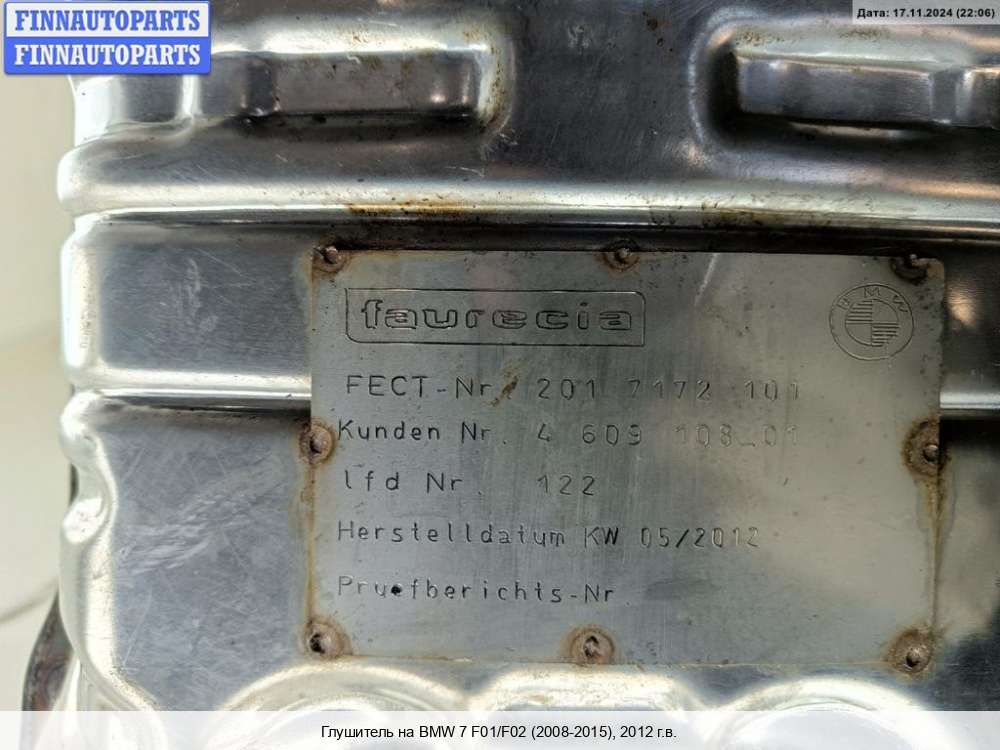 FINNAUTOPARTS
FINNAUTOPARTS
Дата: 17.11.2024 (22:06)
faurecia
BMW
FECT-Nr. 201 7172 101
Kunden Nr. 4 609 108.01
lfd Nr. 122
Herstelldatum KW 05/2012
Pruefberichts-Nr
Глушитель на BMW 7 F01/F02 (2008-2015), 2012 г.в.